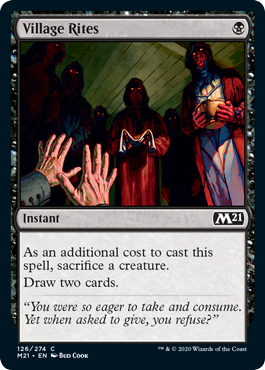 Village Rites
Instant
M21
As an additional cost to cast this
spell, sacrifice a creature.
Draw two cards.
“You were so eager to take and consume.
Yet when asked to give, you refuse?”
126/274 C
M21 • EN Bud Cook
™ & © 2020 Wizards of the Coast